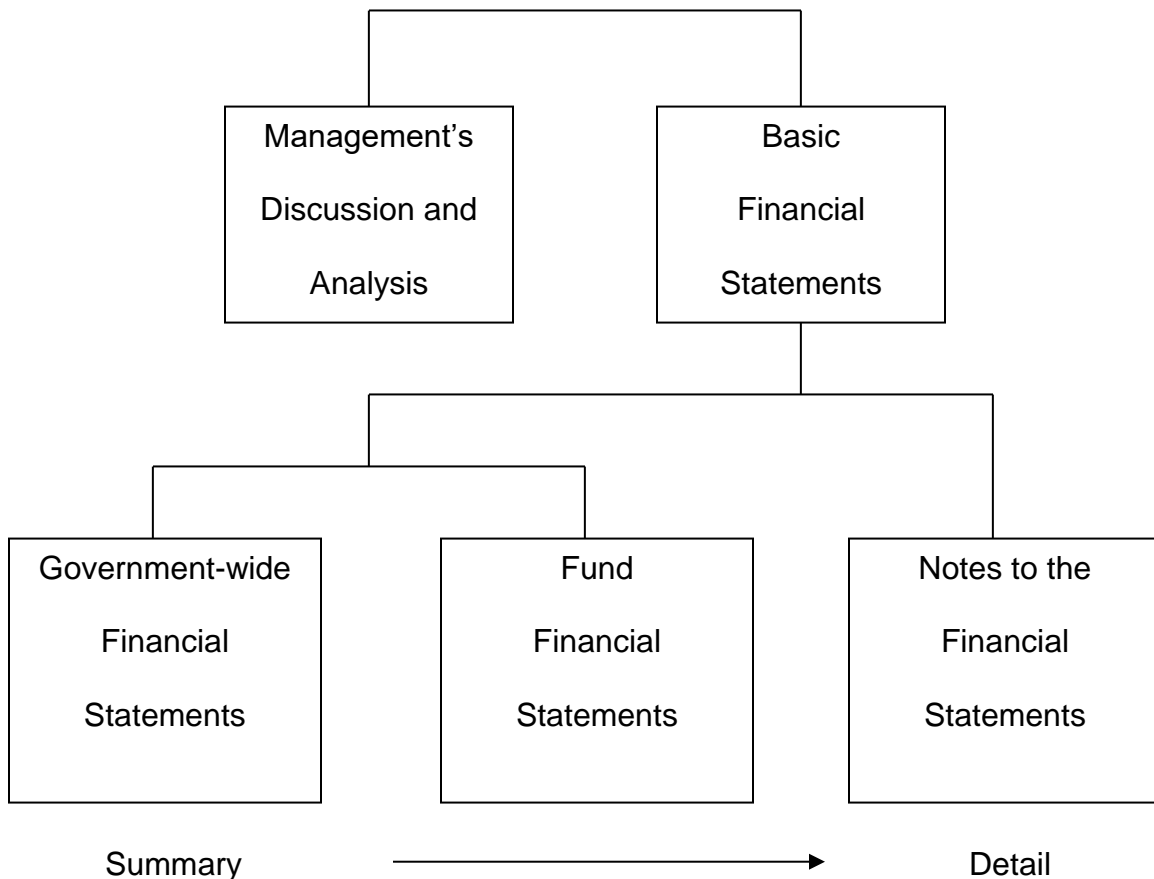 Management’s
Discussion and
Analysis
Basic
Financial
Statements
Government-wide
Financial
Statements
Fund
Financial
Statements
Notes to the
Financial
Statements
Summary
Detail